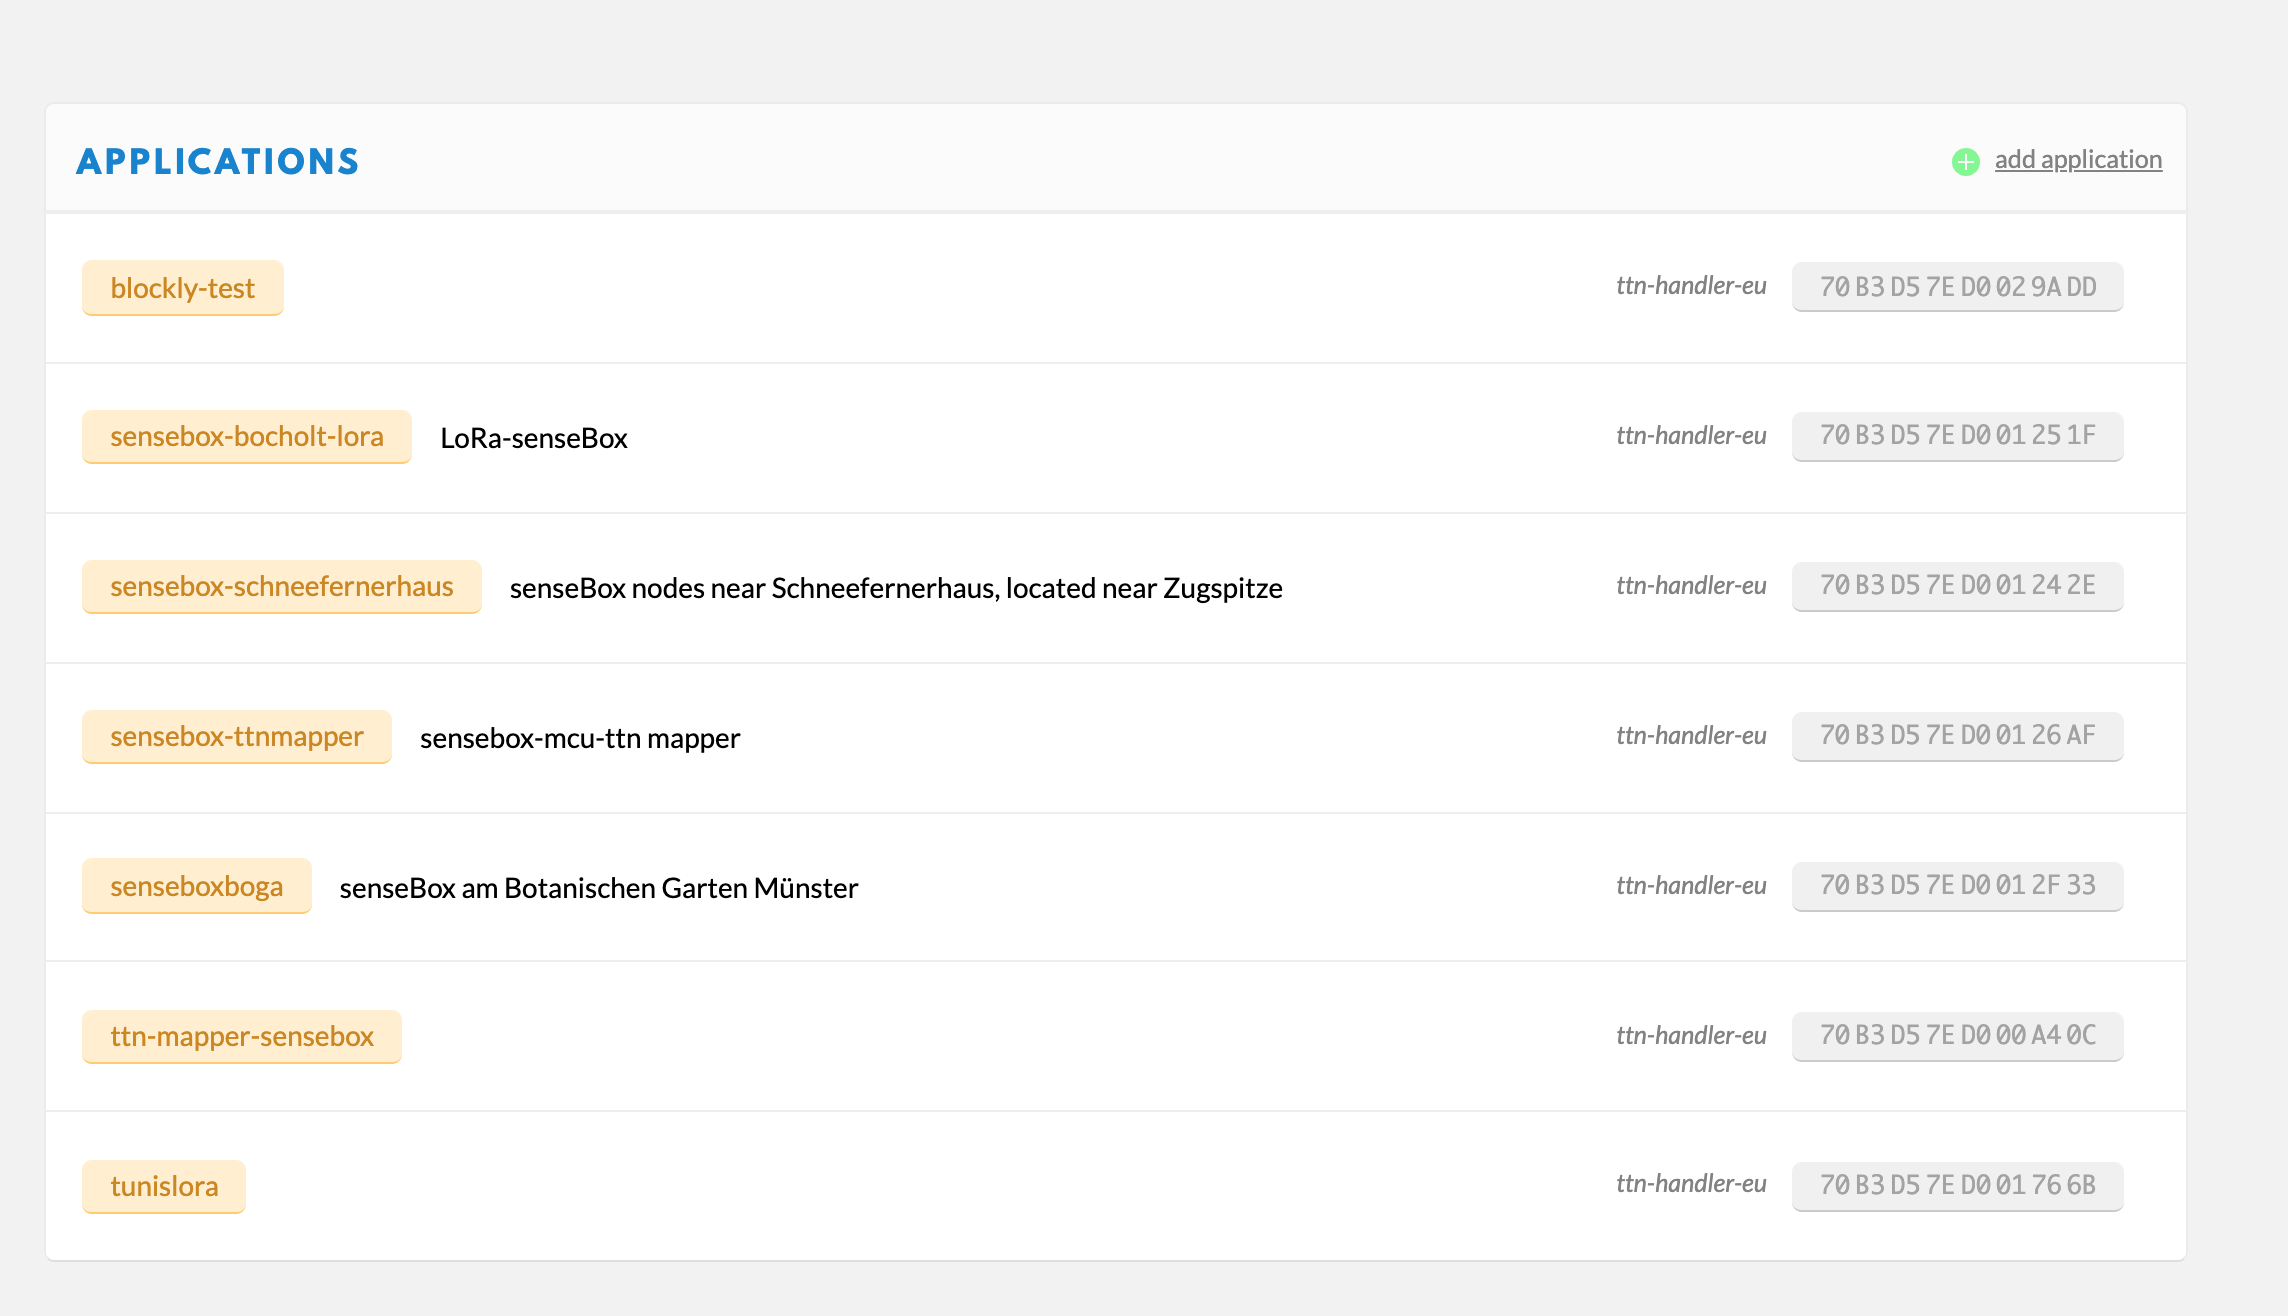 APPLICATIONS
add application
blockly-test ttn-handler-eu 70 B3 D5 7E D0 02 9A DD
sensebox-bocholt-lora LoRa-senseBox ttn-handler-eu 70 B3 D5 7E D0 01 25 1F
sensebox-schneefernerhaus senseBox nodes near Schneefernerhaus, located near Zugspitze ttn-handler-eu 70 B3 D5 7E D0 01 24 2E
sensebox-ttnmapper sensebox-mcu-ttn mapper ttn-handler-eu 70 B3 D5 7E D0 01 26 AF
senseboxboga senseBox am Botanischen Garten Münster ttn-handler-eu 70 B3 D5 7E D0 01 2F 33
ttn-mapper-sensebox ttn-handler-eu 70 B3 D5 7E D0 00 A4 0C
tunislora ttn-handler-eu 70 B3 D5 7E D0 01 76 6B